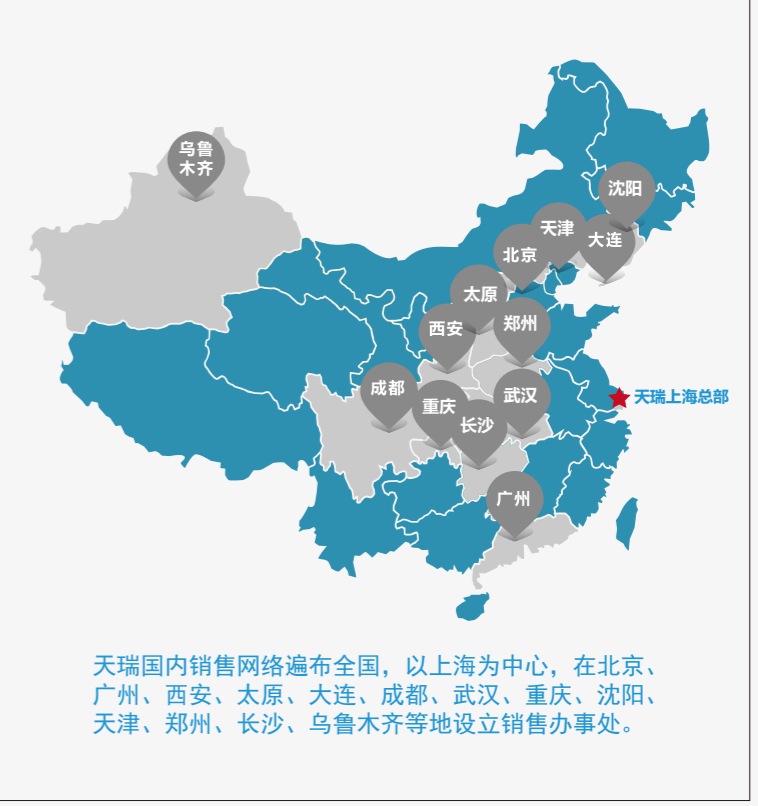 乌鲁
木齐
沈阳
天津
大连
北京
太原
郑州
西安
成都
武汉
天瑞上海总部
重庆
长沙
广州
天瑞国内销售网络遍布全国，以上海为中心，在北京、
广州、西安、太原、大连、成都、武汉、重庆、沈阳、
天津、郑州、长沙、乌鲁木齐等地设立销售办事处。